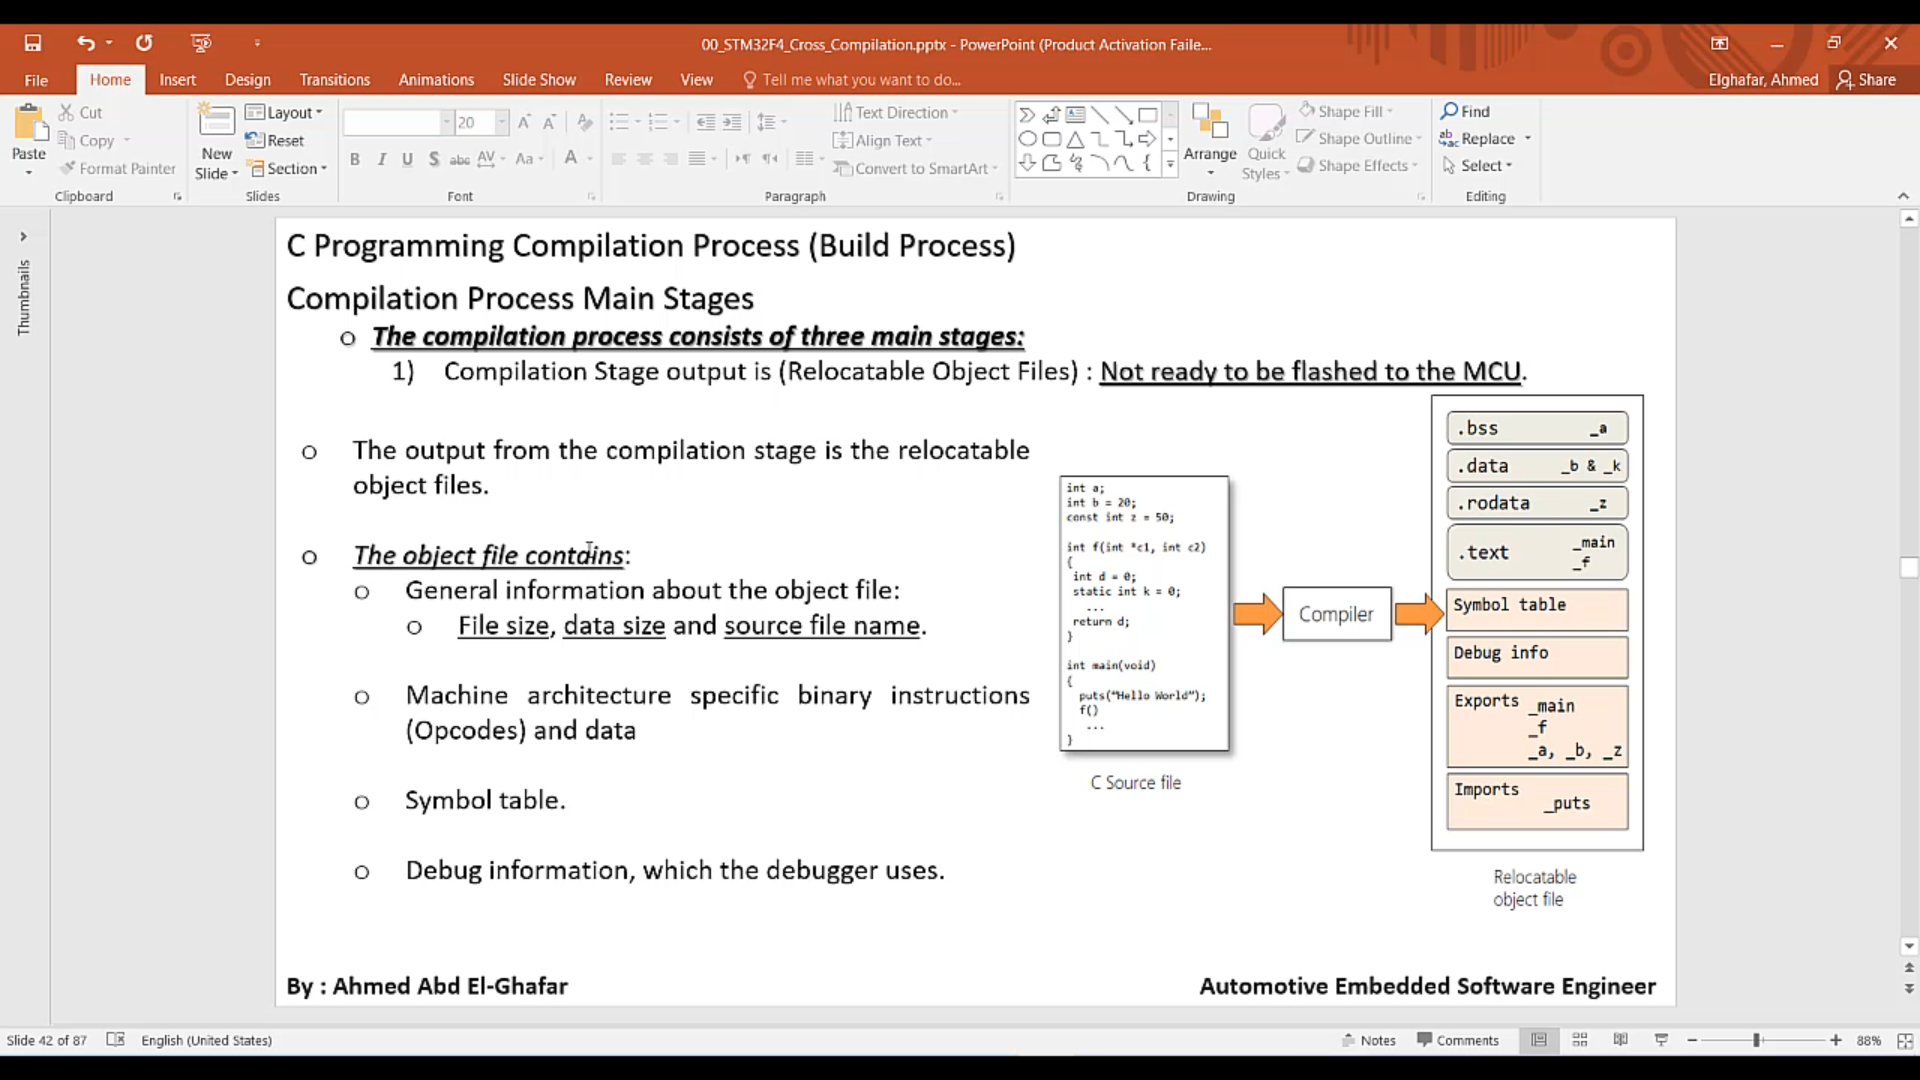 00_STM32F4_Cross_Compilation.pptx - PowerPoint (Product Activation Faile...
File Home Insert Design Transitions Animations Slide Show Review View Tell me what you want to do... Elghafar, Ahmed Share
Paste
Cut
Copy
Format Painter
Clipboard
New Slide
Layout
Reset
Section
Slides
20
B I U S abc AV Aa A
Font
Text Direction
Align Text
Convert to SmartArt
Paragraph
Arrange
Quick Styles
Shape Fill
Shape Outline
Shape Effects
Drawing
Find
Replace
Select
Editing
Thumbnails
C Programming Compilation Process (Build Process)
Compilation Process Main Stages
o The compilation process consists of three main stages:
1) Compilation Stage output is (Relocatable Object Files) : Not ready to be flashed to the MCU.
o The output from the compilation stage is the relocatable
object files.
o The object file contains:
o General information about the object file:
o File size, data size and source file name.
o Machine architecture specific binary instructions
(Opcodes) and data
o Symbol table.
o Debug information, which the debugger uses.
int a;
int b = 20;
const int z = 50;
int f(int *c1, int c2)
{
int d = 0;
static int k = 0;
...
return d;
}
int main(void)
{
puts("Hello World");
f()
...
}
C Source file
Compiler
.bss _a
.data _b & _k
.rodata _z
.text _main
_f
Symbol table
Debug info
Exports _main
_f
_a, _b, _z
Imports
_puts
Relocatable
object file
By : Ahmed Abd El-Ghafar
Automotive Embedded Software Engineer
Slide 42 of 87 English (United States) Notes Comments 88%